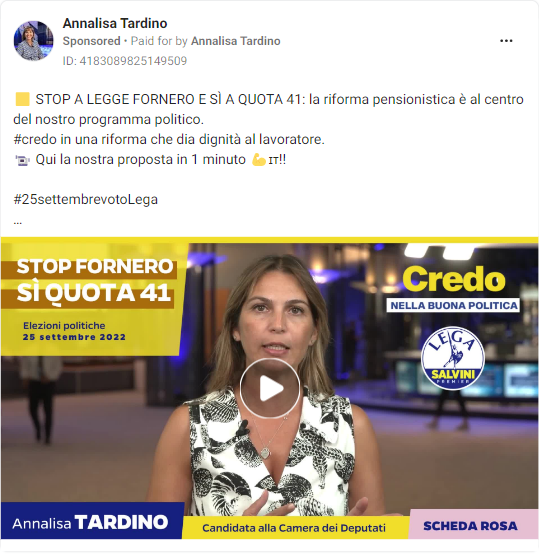 Annalisa Tardino
Sponsored • Paid for by Annalisa Tardino
ID: 4183089825149509
STOP A LEGGE FORNERO E SÌ A QUOTA 41: la riforma pensionistica è al centro
del nostro programma politico.
#credo in una riforma che dia dignità al lavoratore.
Qui la nostra proposta in 1 minuto 💪🇮🇹!!
#25settembrevotoLega
...
STOP FORNERO
SÌ QUOTA 41
Elezioni politiche
25 settembre 2022
Credo
NELLA BUONA POLITICA
LEGA
SALVINI
PREMIER
Annalisa TARDINO
Candidata alla Camera dei Deputati
SCHEDA ROSA